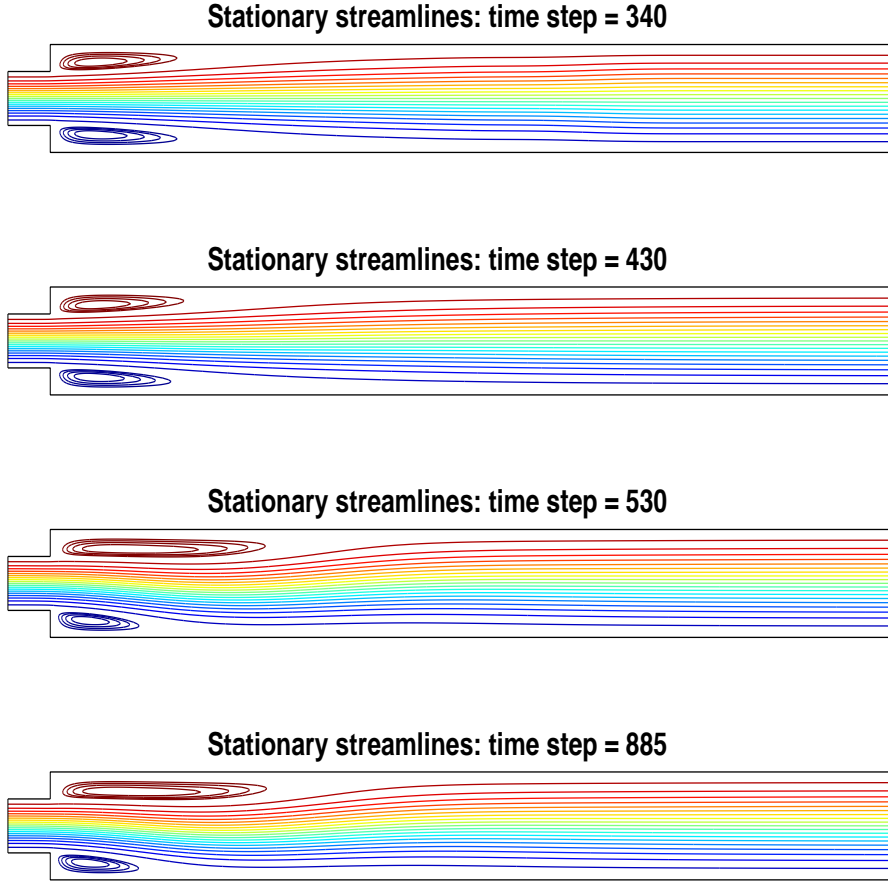 Stationary streamlines: time step = 340
Stationary streamlines: time step = 430
Stationary streamlines: time step = 530
Stationary streamlines: time step = 885